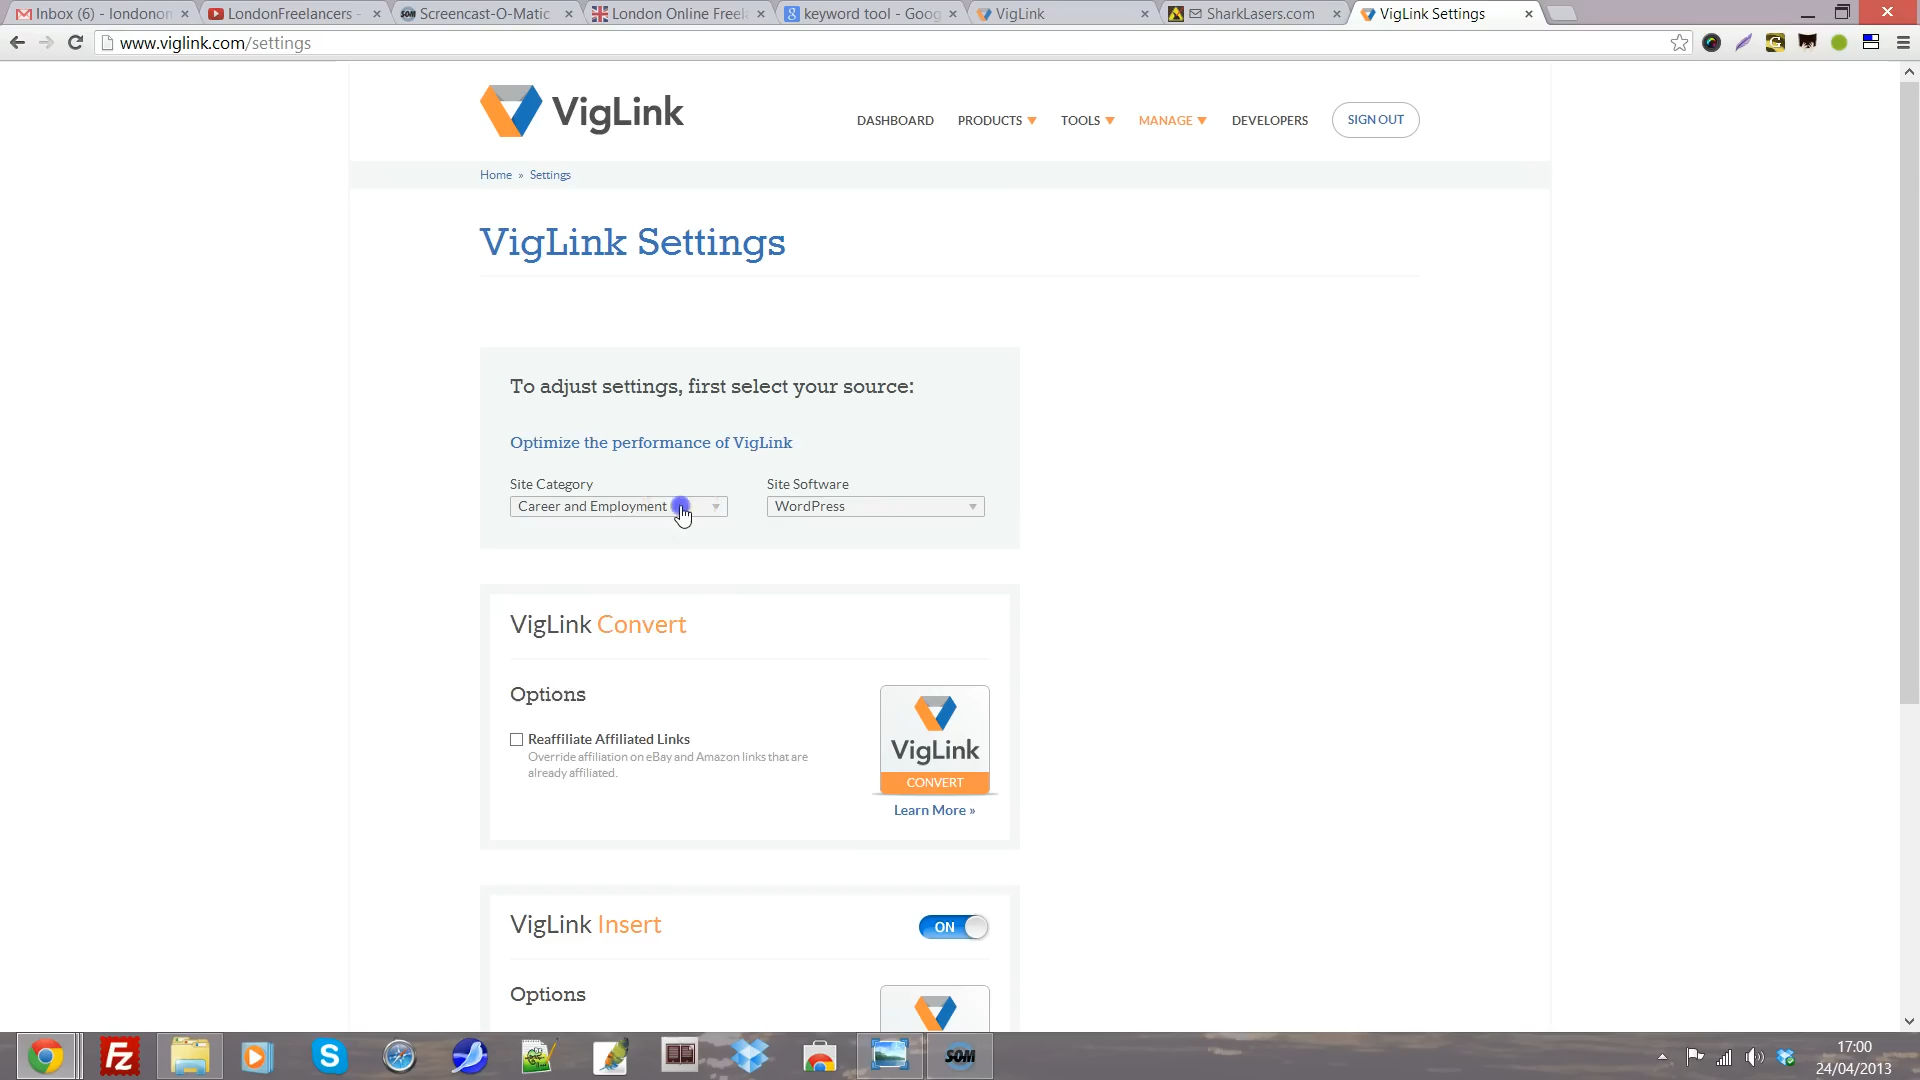 Inbox (6) - londonon
LondonFreelancers -
Screencast-O-Matic
London Online Freel
keyword tool - Goog
VigLink
SharkLasers.com
VigLink Settings
www.viglink.com/settings
VigLink
DASHBOARD
PRODUCTS
TOOLS
MANAGE
DEVELOPERS
SIGN OUT
Home » Settings
VigLink Settings
To adjust settings, first select your source:
Optimize the performance of VigLink
Site Category
Site Software
Career and Employment
WordPress
VigLink Convert
Options
Reaffiliate Affiliated Links
Override affiliation on eBay and Amazon links that are
already affiliated.
VigLink
CONVERT
Learn More »
VigLink Insert
ON
Options
Fz
SOM
17:00
24/04/2013